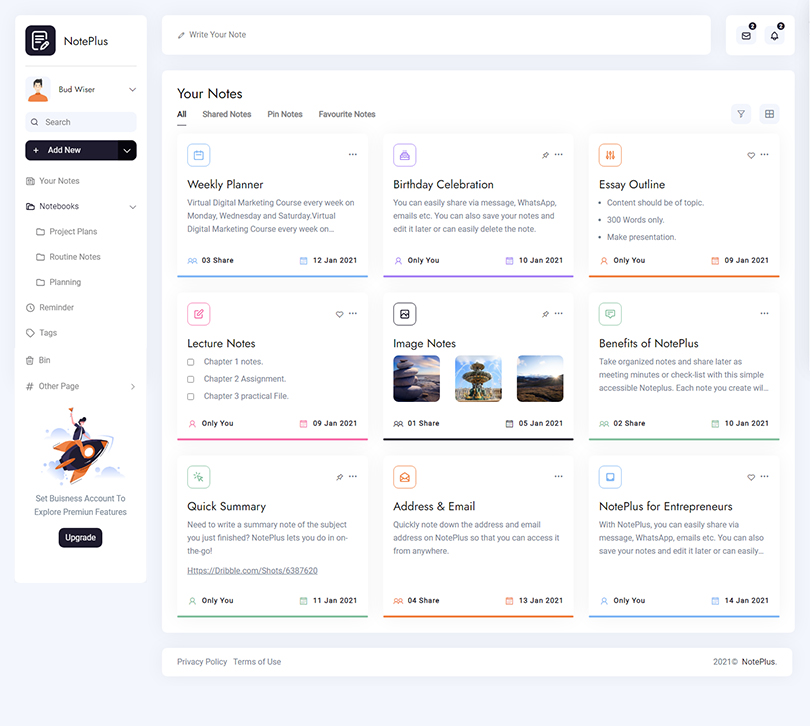 NotePlus
Bud Wiser
Search
+ Add New
Your Notes
Notebooks
Project Plans
Routine Notes
Planning
Reminder
Tags
Bin
# Other Page
Set Buisness Account To
Explore Premiun Features
Upgrade
Write Your Note
2
2
Your Notes
All Shared Notes Pin Notes Favourite Notes
Weekly Planner
Virtual Digital Marketing Course every week on
Monday, Wednesday and Saturday.Virtual
Digital Marketing Course every week on...
03 Share 12 Jan 2021
Birthday Celebration
You can easily share via message, WhatsApp,
emails etc. You can also save your notes and
edit it later or can easily delete the note.
Only You 10 Jan 2021
Essay Outline
• Content should be of topic.
• 300 Words only.
• Make presentation.
Only You 09 Jan 2021
Lecture Notes
Chapter 1 notes.
Chapter 2 Assignment.
Chapter 3 practical File.
Only You 09 Jan 2021
Image Notes
01 Share 05 Jan 2021
Benefits of NotePlus
Take organized notes and share later as
meeting minutes or check-list with this simple
accessible Noteplus. Each note you create wil...
02 Share 10 Jan 2021
Quick Summary
Need to write a summary note of the subject
you just finished? NotePlus lets you do in on-
the-go!
Https://Dribble.com/Shots/6387620
Only You 11 Jan 2021
Address & Email
Quickly note down the address and email
address on NotePlus so that you can access it
from anywhere.
04 Share 13 Jan 2021
NotePlus for Entrepreneurs
With NotePlus, you can easily share via
message, WhatsApp, emails etc. You can also
save your notes and edit it later or can easily...
Only You 14 Jan 2021
Privacy Policy Terms of Use
2021© NotePlus.